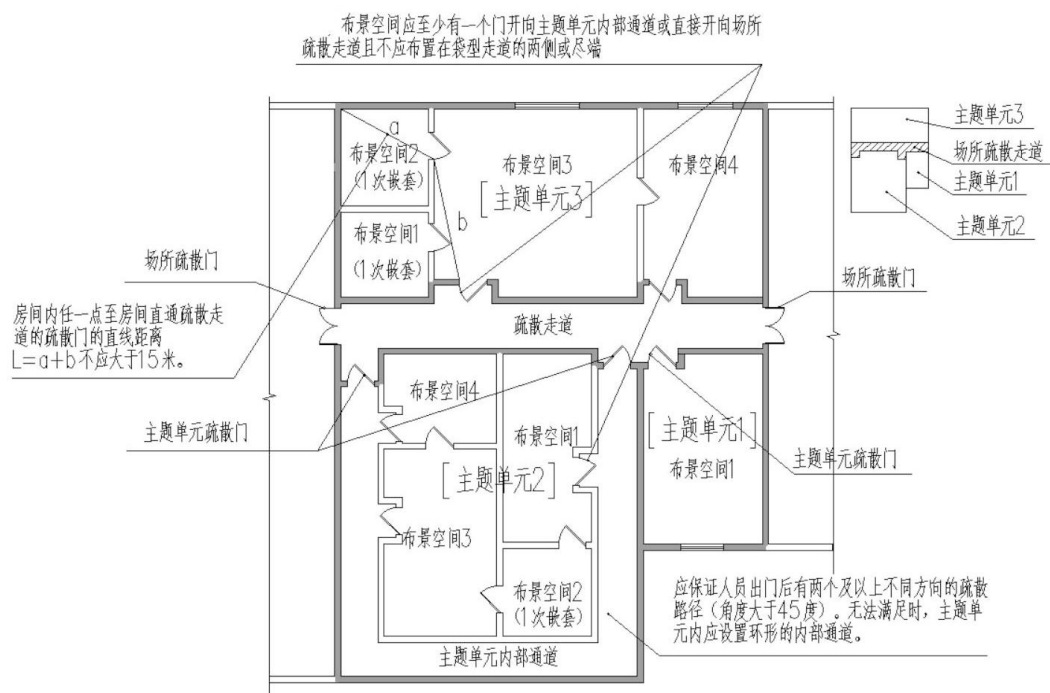 布景空间应至少有一个门开向主题单元内部通道或直接开向场所
疏散走道且不应布置在袋型走道的两侧或尽端
主题单元3
场所疏散走道
主题单元1
主题单元2
a
布景空间2
(1次嵌套)
布景空间3
[主题单元3]
布景空间4
b
布景空间1
(1次嵌套)
场所疏散门
场所疏散门
房间内任一点至房间直通疏散走
道的疏散门的直线距离
L=a+b不应大于15米。
疏散走道
布景空间4
布景空间1
[主题单元1]
布景空间1
主题单元疏散门
主题单元疏散门
[主题单元2]
布景空间3
布景空间2
(1次嵌套)
应保证人员出门后有两个及以上不同方向的疏散
路径(角度大于45度)。无法满足时，主题单
元内应设置环形的内部通道。
主题单元内部通道